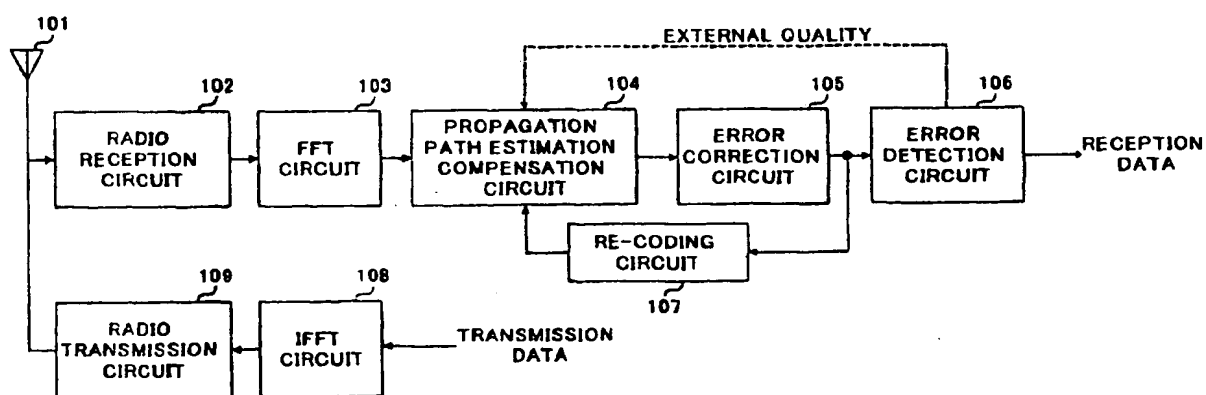 101
EXTERNAL QUALITY
102
103
104
105
106
RADIO
RECEPTION
CIRCUIT
FFT
CIRCUIT
PROPAGATION
PATH ESTIMATION
COMPENSATION
CIRCUIT
ERROR
CORRECTION
CIRCUIT
ERROR
DETECTION
CIRCUIT
RECEPTION
DATA
RE-CODING
CIRCUIT
107
109
108
RADIO
TRANSMISSION
CIRCUIT
IFFT
CIRCUIT
TRANSMISSION
DATA